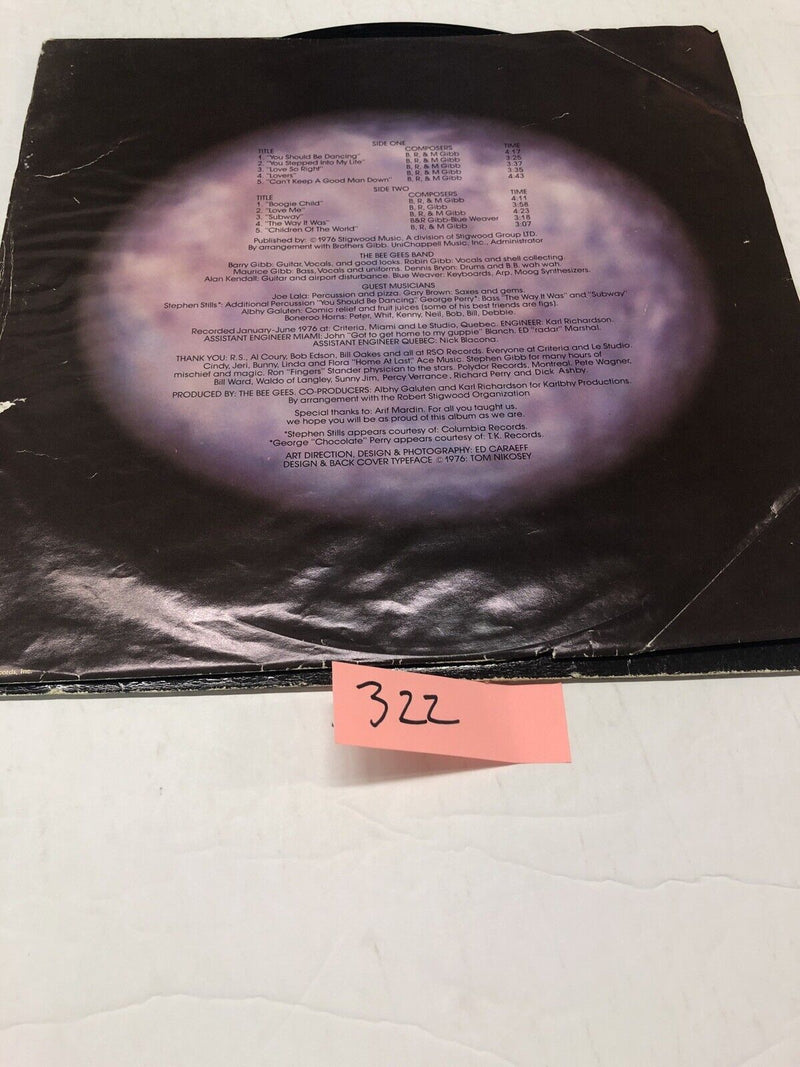 SIDE ONE
TITLE COMPOSERS TIME
1. "You Should Be Dancing" B, R, & M Gibb 4:17
2. "You Stepped Into My Life" B, R, & M Gibb 3:25
3. "Love So Right" B, R, & M Gibb 3:37
4. "Lovers" B, R, & M Gibb 3:35
5. "Can't Keep A Good Man Down" B, R, & M Gibb 4:43
SIDE TWO
TITLE COMPOSERS TIME
1. "Boogie Child" B, R, & M Gibb 4:11
2. "Love Me" B, R, Gibb 3:58
3. "Subway" B, R, & M Gibb 4:23
4. "The Way It Was" B&R Gibb-Blue Weaver 3:18
5. "Children Of The World" B, R, & M Gibb 3:07
Published by: © 1976 Stigwood Music, A division of Stigwood Group LTD.
By arrangement with Brothers Gibb. UniChappell Music, Inc., Administrator
THE BEE GEES BAND
Barry Gibb: Guitar, Vocals, and good looks. Robin Gibb: Vocals and shell collecting.
Maurice Gibb: Bass, Vocals and uniforms. Dennis Bryon: Drums and B.B. wah wah.
Alan Kendall: Guitar and airport disturbance. Blue Weaver: Keyboards, Arp, Moog Synthesizers.
GUEST MUSICIANS
Joe Lala: Percussion and pizza. Gary Brown: Saxes and gems.
Stephen Stills*: Additional Percussion "You Should Be Dancing." George Perry*: Bass "The Way It Was" and "Subway"
Albhy Galuten: Comic relief and fruit juices (some of his best friends are figs).
Boneroo Horns: Peter, Whit, Kenny, Neil, Bob, Bill, Debbie.
Recorded January-June 1976 at: Criteria, Miami and Le Studio, Quebec. ENGINEER: Karl Richardson.
ASSISTANT ENGINEER MIAMI: John "Got to get home to my guppie" Blanch. ED "radar" Marshal.
ASSISTANT ENGINEER QUEBEC: Nick Blacona.
THANK YOU: R.S., Al Coury, Bob Edson, Bill Oakes and all at RSO Records. Everyone at Criteria and Le Studio.
Cindy, Jeri, Bunny, Linda and Flora "Home At Last," Ace Music. Stephen Gibb for many hours of
mischief and magic. Ron "Fingers" Stander physician to the stars. Polydor Records, Montreal, Pete Wagner,
Bill Ward, Waldo of Langley, Sunny Jim, Percy Verrance, Richard Perry and Dick Ashby.
PRODUCED BY: THE BEE GEES. CO-PRODUCERS: Albhy Galuten and Karl Richardson for Karlbhy Productions.
By arrangement with the Robert Stigwood Organization
Special thanks to: Arif Mardin. For all you taught us,
we hope you will be as proud of this album as we are.
*Stephen Stills appears courtesy of: Columbia Records.
*George "Chocolate" Perry appears courtesy of: T.K. Records.
ART DIRECTION, DESIGN & PHOTOGRAPHY: ED CARAEFF
DESIGN & BACK COVER TYPEFACE © 1976: TOM NIKOSEY
322